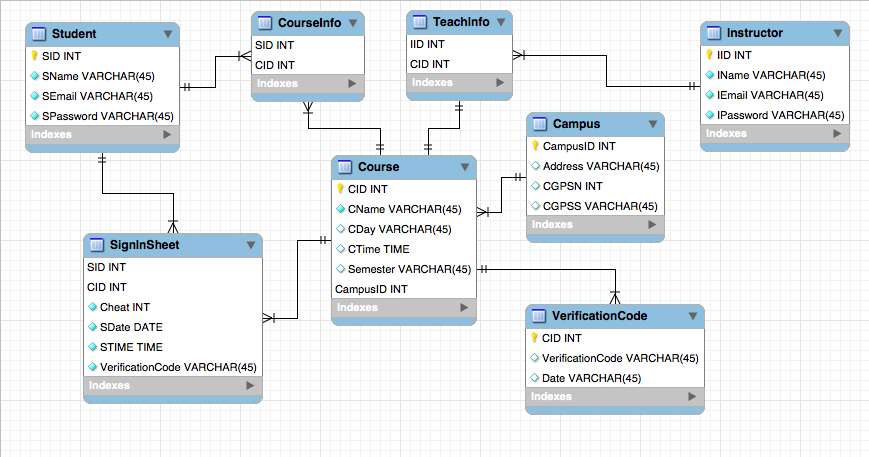 Student
SID INT
SName VARCHAR(45)
SEmail VARCHAR(45)
SPassword VARCHAR(45)
Indexes
CourseInfo
SID INT
CID INT
Indexes
TeachInfo
IID INT
CID INT
Indexes
Instructor
IID INT
IName VARCHAR(45)
IEmail VARCHAR(45)
IPassword VARCHAR(45)
Indexes
Campus
CampusID INT
Address VARCHAR(45)
CGPSN INT
CGPSS VARCHAR(45)
Indexes
Course
CID INT
CName VARCHAR(45)
CDay VARCHAR(45)
CTime TIME
Semester VARCHAR(45)
CampusID INT
Indexes
SignInSheet
SID INT
CID INT
Cheat INT
SDate DATE
STIME TIME
VerificationCode VARCHAR(45)
Indexes
VerificationCode
CID INT
VerificationCode VARCHAR(45)
Date VARCHAR(45)
Indexes